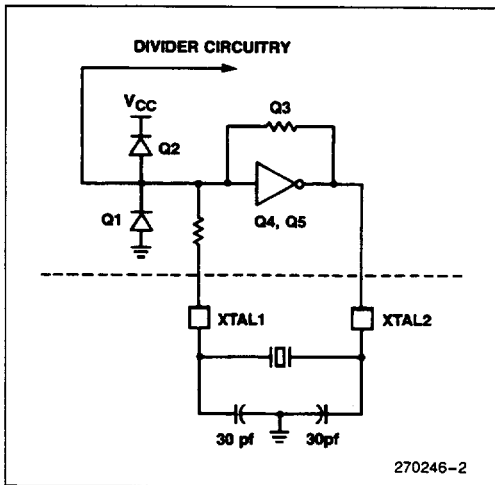 DIVIDER CIRCUITRY
VCC
Q2
Q3
Q1
Q4, Q5
XTAL1
XTAL2
30 pf
30pf
270246-2